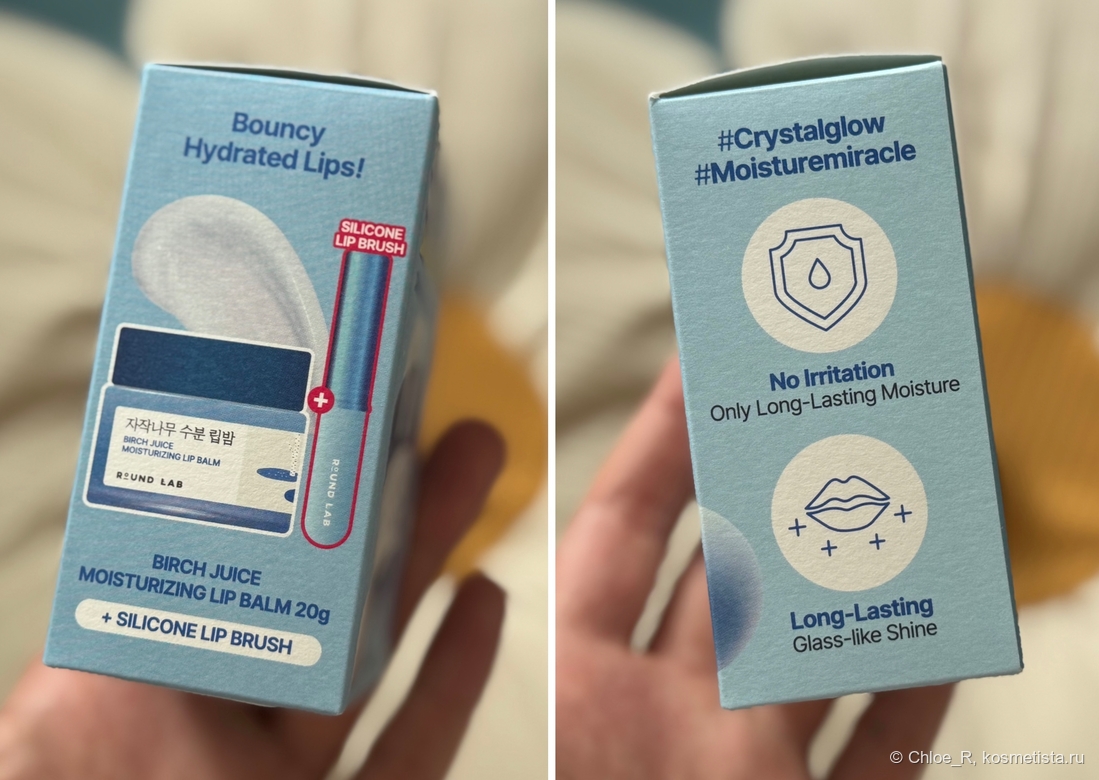 Bouncy
Hydrated Lips!
SILICONE
LIP BRUSH
+
자작나무 수분 립밤
BIRCH JUICE
MOISTURIZING LIP BALM
ROUND LAB
ROUND LAB
BIRCH JUICE
MOISTURIZING LIP BALM 20g
+ SILICONE LIP BRUSH
#Crystalglow
#Moisturemiracle
No Irritation
Only Long-Lasting Moisture
Long-Lasting
Glass-like Shine
© Chloe_R, kosmetista.ru